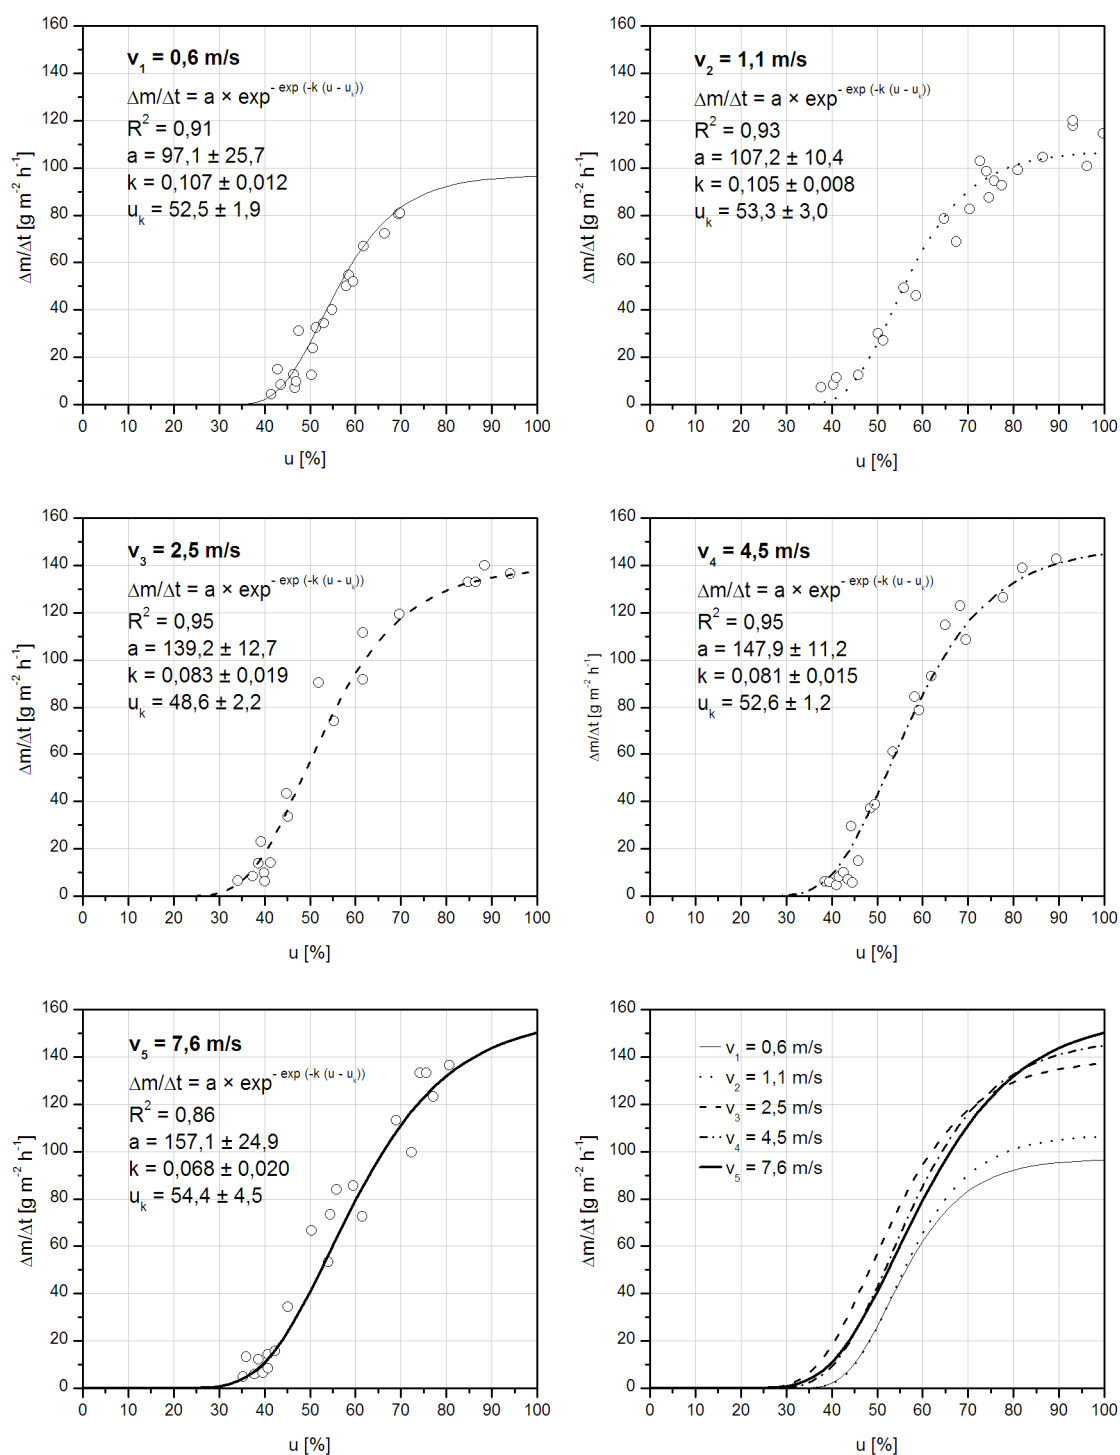 v1 = 0,6 m/s
Δm/Δt = a × exp^- exp (-k (u - uk))
R² = 0,91
a = 97,1 ± 25,7
k = 0,107 ± 0,012
uk = 52,5 ± 1,9
Δm/Δt [g m⁻² h⁻¹]
160
140
120
100
80
60
40
20
0
0 10 20 30 40 50 60 70 80 90 100
u [%]
v2 = 1,1 m/s
Δm/Δt = a × exp^- exp (-k (u - uk))
R² = 0,93
a = 107,2 ± 10,4
k = 0,105 ± 0,008
uk = 53,3 ± 3,0
Δm/Δt [g m⁻² h⁻¹]
160
140
120
100
80
60
40
20
0
0 10 20 30 40 50 60 70 80 90 100
u [%]
v3 = 2,5 m/s
Δm/Δt = a × exp^- exp (-k (u - uk))
R² = 0,95
a = 139,2 ± 12,7
k = 0,083 ± 0,019
uk = 48,6 ± 2,2
Δm/Δt [g m⁻² h⁻¹]
160
140
120
100
80
60
40
20
0
0 10 20 30 40 50 60 70 80 90 100
u [%]
v4 = 4,5 m/s
Δm/Δt = a × exp^- exp (-k (u - uk))
R² = 0,95
a = 147,9 ± 11,2
k = 0,081 ± 0,015
uk = 52,6 ± 1,2
Δm/Δt [g m⁻² h⁻¹]
160
140
120
100
80
60
40
20
0
0 10 20 30 40 50 60 70 80 90 100
u [%]
v5 = 7,6 m/s
Δm/Δt = a × exp^- exp (-k (u - uk))
R² = 0,86
a = 157,1 ± 24,9
k = 0,068 ± 0,020
uk = 54,4 ± 4,5
Δm/Δt [g m⁻² h⁻¹]
160
140
120
100
80
60
40
20
0
0 10 20 30 40 50 60 70 80 90 100
u [%]
v1 = 0,6 m/s
v2 = 1,1 m/s
v3 = 2,5 m/s
v4 = 4,5 m/s
v5 = 7,6 m/s
Δm/Δt [g m⁻² h⁻¹]
160
140
120
100
80
60
40
20
0
0 10 20 30 40 50 60 70 80 90 100
u [%]